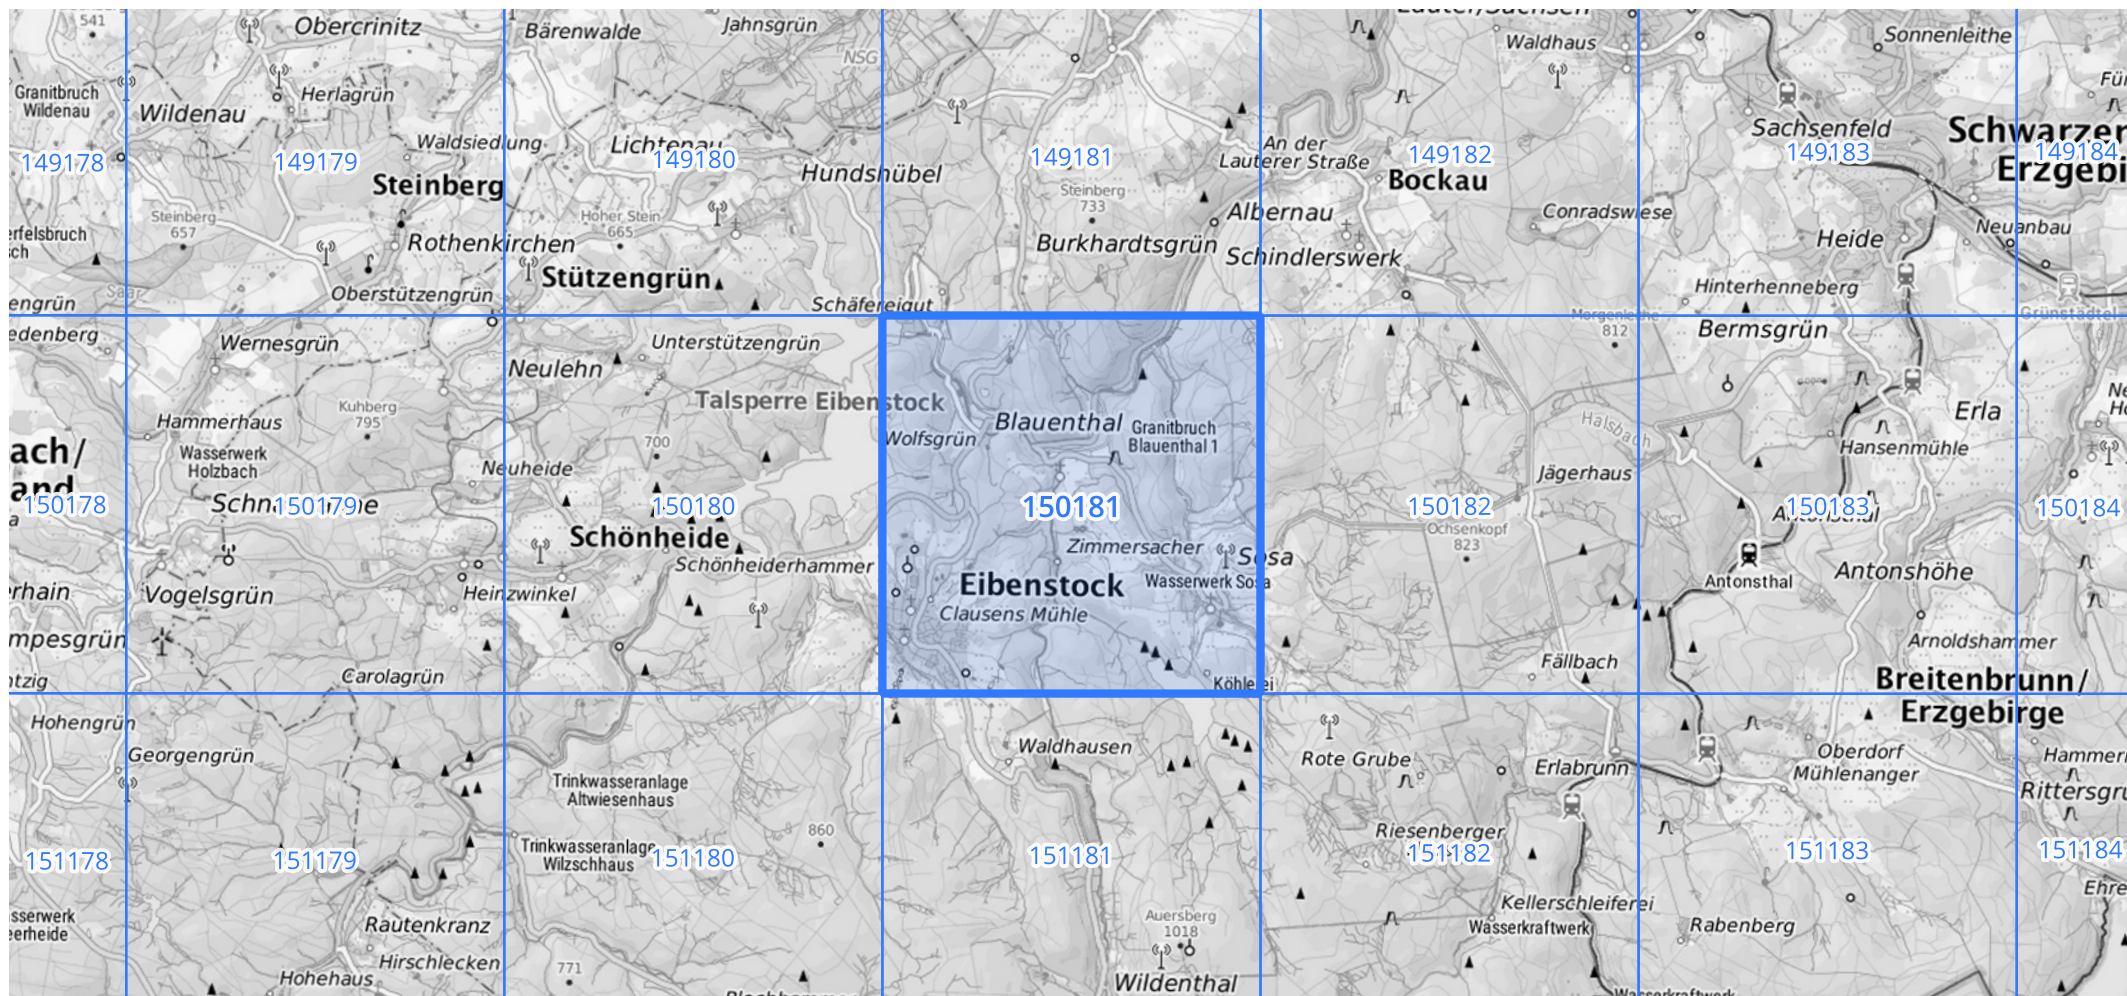 541
Obercrinitz
Bärenwalde
Jahnsgrün
NSG
Waldhaus
Sonnenleithe
Granitbruch
Wildenau
Wildenau
Herlagrün
Waldsiedlung
Lichtenau
Hundshübel
An der
Lauterer Straße
Sachsenfeld
149178
149179
149180
149181
149182
149183
149184
Steinberg
Bockau
Steinberg
657
Hoher Stein
665
Steinberg
733
Albernau
Conradswiese
Neuanbau
Rothenkirchen
Burkhardtsgrün
Schindlerswerk
Heide
Stützengrün
Oberstützengrün
Schäfereigut
Hinterhenneberg
Grünstädtel
Wernesgrün
Unterstützengrün
812
Bermsgrün
Neulehn
Talsperre Eibenstock
Kuhberg
795
Hammerhaus
Wolfsgrün
Blauenthal
Granitbruch
Blauenthal 1
Halsbach
Erla
Hansenmühle
Wasserwerk
Holzbach
700
Neuheide
Jägerhaus
150178
150179
150180
150181
150182
150183
150184
Schönheide
Ochsenkopf
823
Zimmersacher
Sosa
Schönheiderhammer
Wasserwerk Sosa
Antonsthal
Antonshöhe
Vogelsgrün
Heinzwinkel
Eibenstock
Clausens Mühle
Arnoldshammer
Carolagrün
Köhlerei
Fällbach
Breitenbrunn/
Erzgebirge
Hohengrün
Georgengrün
Waldhausen
Rote Grube
Erlabrunn
Oberdorf
Mühlenanger
Trinkwasseranlage
Altwiesenhaus
860
Riesenberger
Trinkwasseranlage
Wilzschhaus
151178
151179
151180
151181
151182
151183
151184
Rautenkranz
Auersberg
1018
Kellerschleiferei
Wasserkraftwerk
Rabenberg
Hirschlecken
Hohehaus
771
Wildenthal
Wasserkraftwerk